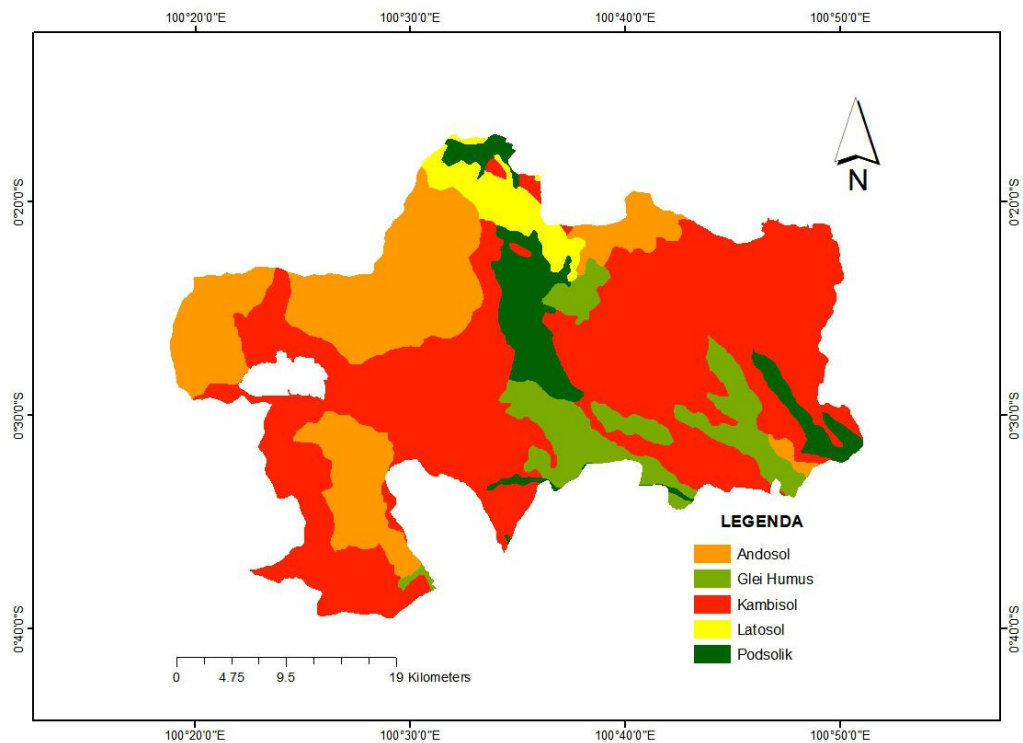 100°20'0"E 100°30'0"E 100°40'0"E 100°50'0"E
N
0°20'0"S 0°20'0"S
0°30'0"S 0°30'0"S
LEGENDA
Andosol
Glei Humus
Kambisol
Latosol
Podsolik
0°40'0"S 0°40'0"S
0 4.75 9.5 19 Kilometers
100°20'0"E 100°30'0"E 100°40'0"E 100°50'0"E